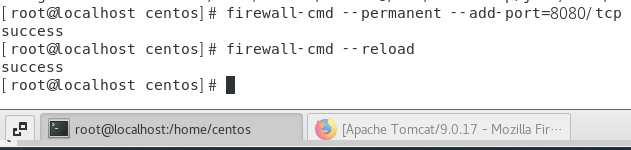 [root@localhost centos]# firewall-cmd --permanent --add-port=8080/tcp
success
[root@localhost centos]# firewall-cmd --reload
success
[root@localhost centos]#
root@localhost:/home/centos
[Apache Tomcat/9.0.17 - Mozilla Fir···